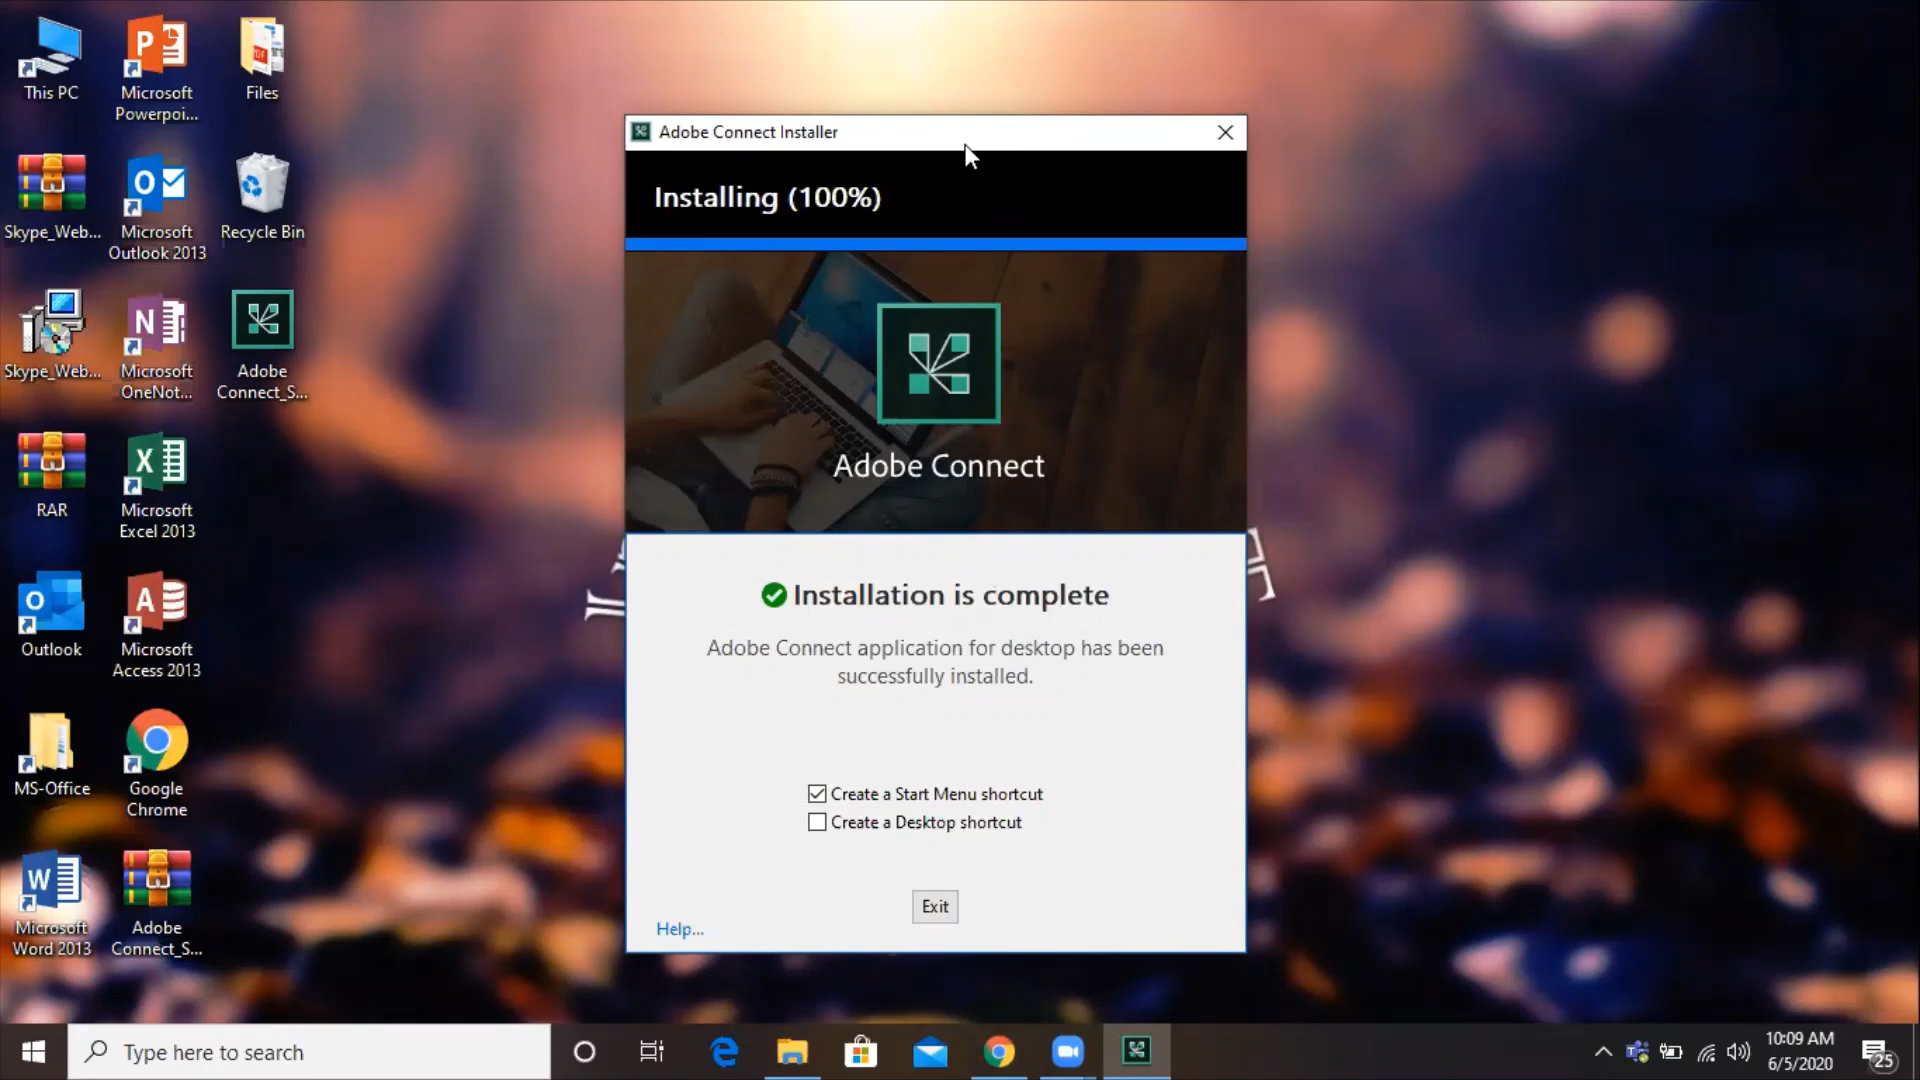 This PC
Microsoft
Powerpoi...
Files
Skype_Web...
Microsoft
Outlook 2013
Recycle Bin
Skype_Web...
Microsoft
OneNot...
Adobe
Connect_S...
RAR
Microsoft
Excel 2013
Outlook
Microsoft
Access 2013
MS-Office
Google
Chrome
Microsoft
Word 2013
Adobe
Connect_S...
Adobe Connect Installer
Installing (100%)
Adobe Connect
Installation is complete
Adobe Connect application for desktop has been
successfully installed.
Create a Start Menu shortcut
Create a Desktop shortcut
Exit
Help...
Type here to search
10:09 AM
6/5/2020
25